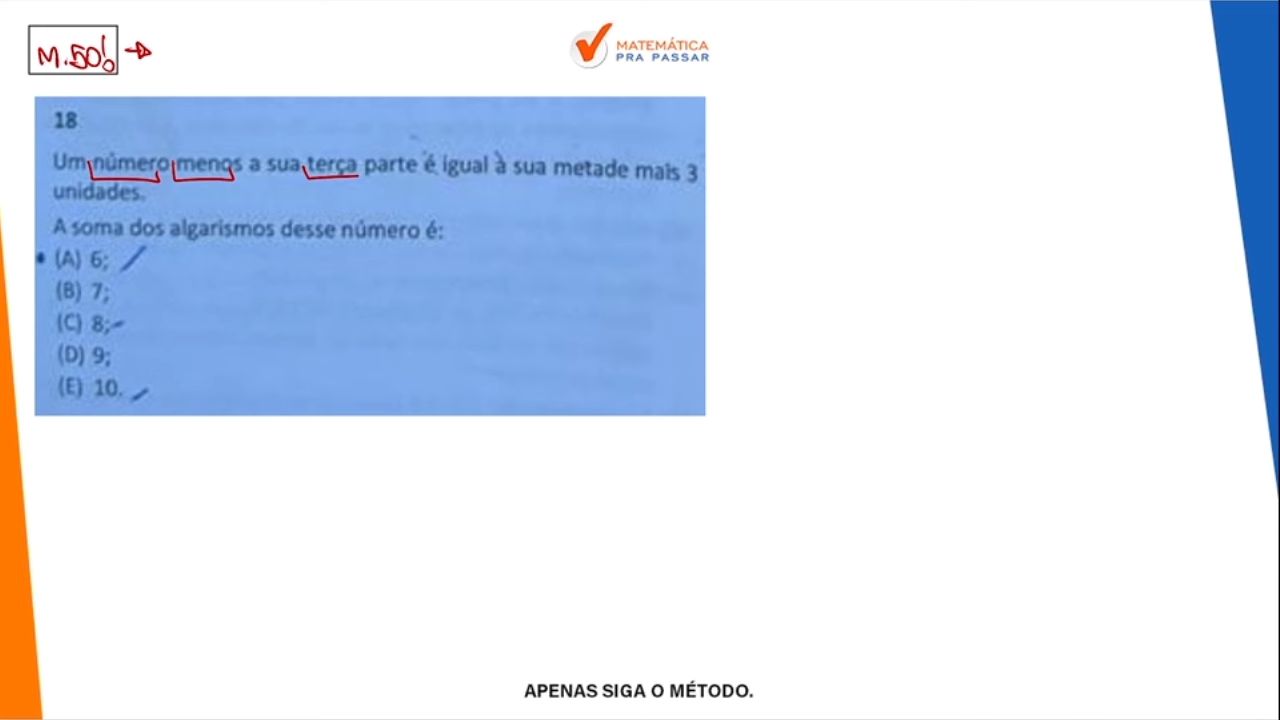 M.50!
MATEMÁTICA
PRA PASSAR
18
Um número menos a sua terça parte é igual à sua metade mais 3
unidades.
A soma dos algarismos desse número é:
(A) 6;
(B) 7;
(C) 8;
(D) 9;
(E) 10.
APENAS SIGA O MÉTODO.